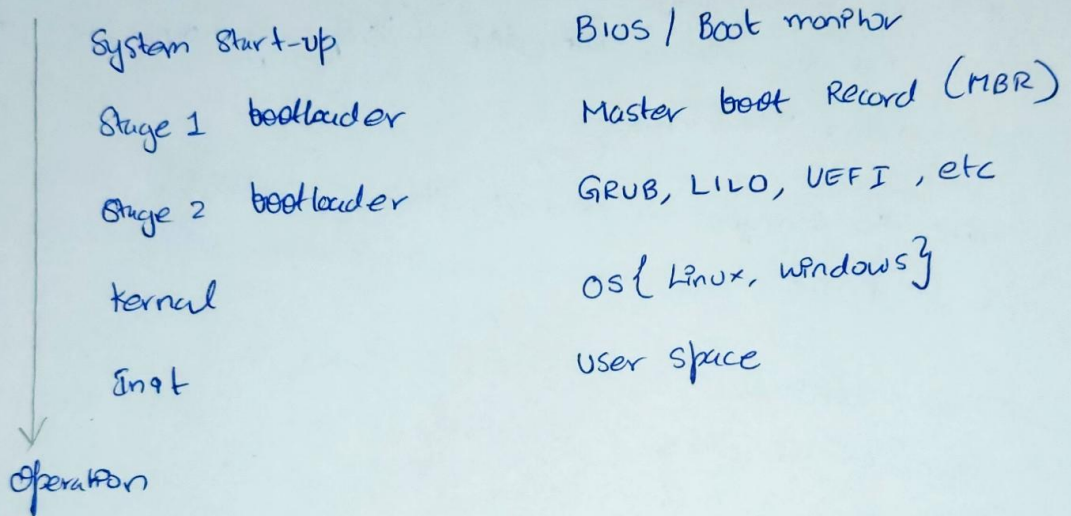 System Start-up BIOS / Boot monitor
Stage 1 bootloader Master boot Record (MBR)
Stage 2 bootloader GRUB, LILO, UEFI, etc
kernal OS{ Linux, windows}
Init User space
Operation